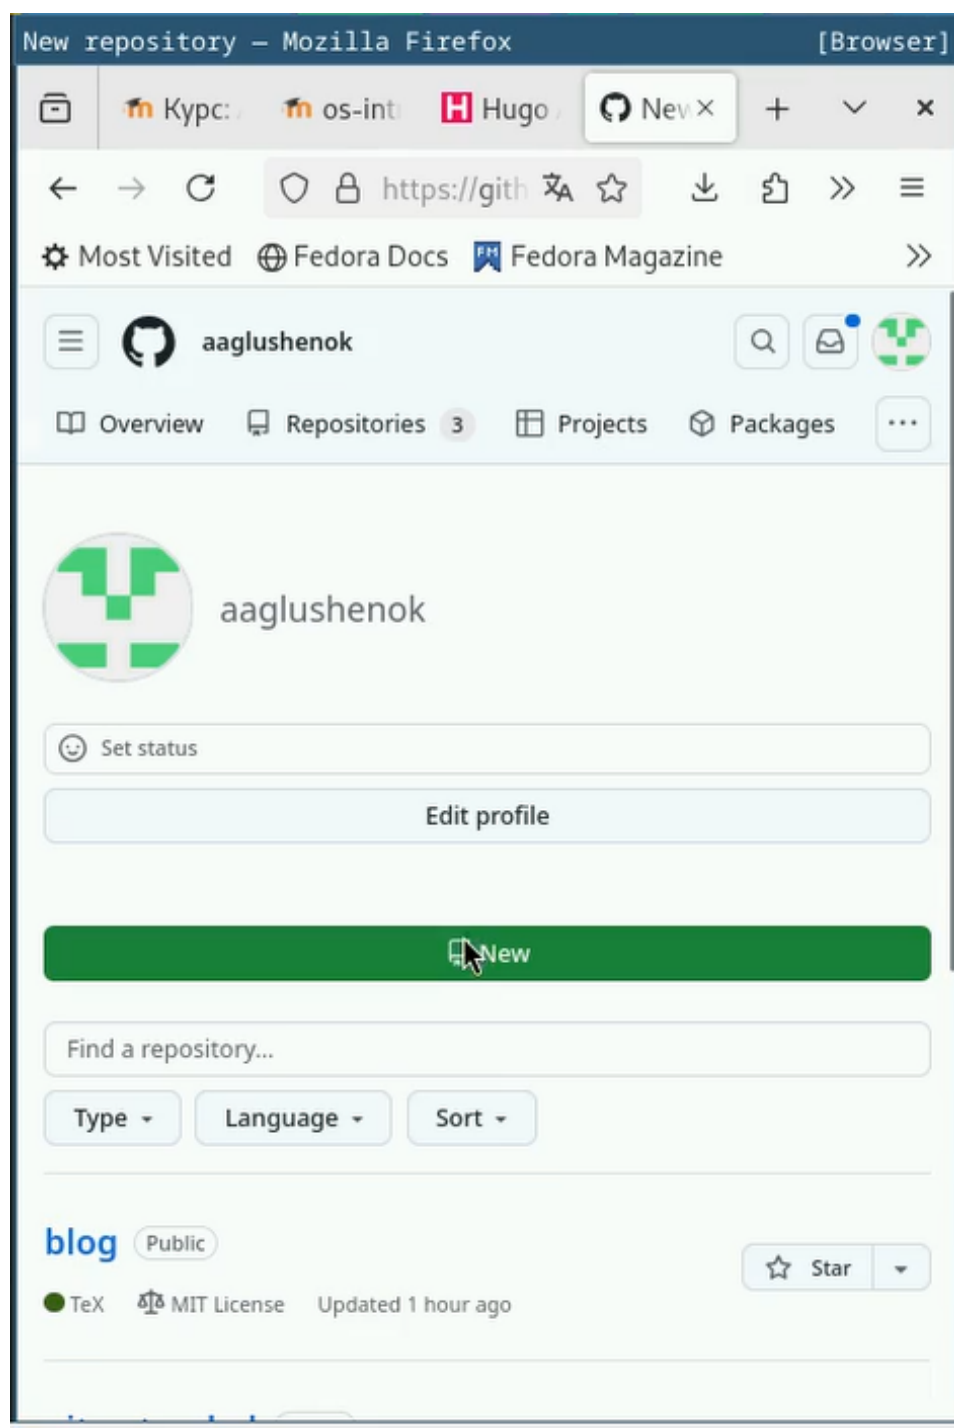 New repository — Mozilla Firefox [Browser]
Курс: os-int Hugo New
https://gith
Most Visited Fedora Docs FM Fedora Magazine
aaglushenok
Overview Repositories 3 Projects Packages
aaglushenok
Set status
Edit profile
New
Find a repository...
Type Language Sort
blog Public
Star
TeX MIT License Updated 1 hour ago